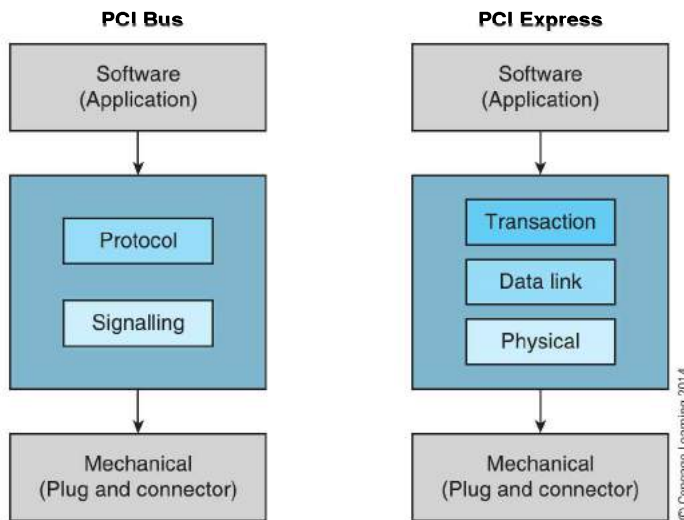 PCI Bus
Software
(Application)
Protocol
Signalling
Mechanical
(Plug and connector)
PCI Express
Software
(Application)
Transaction
Data link
Physical
Mechanical
(Plug and connector)
© Cengage Learning 2014